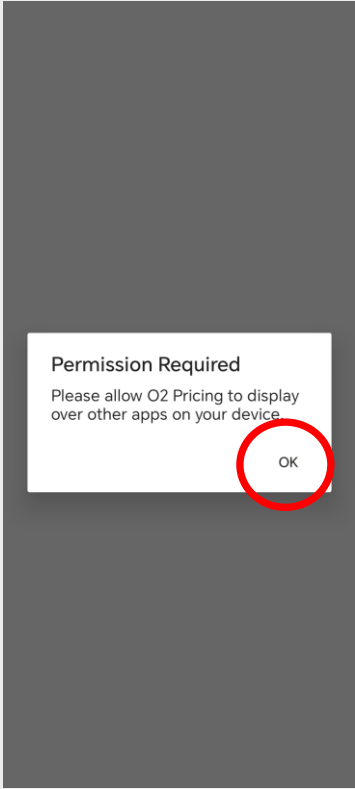 Permission Required
Please allow O2 Pricing to display
over other apps on your device.
OK